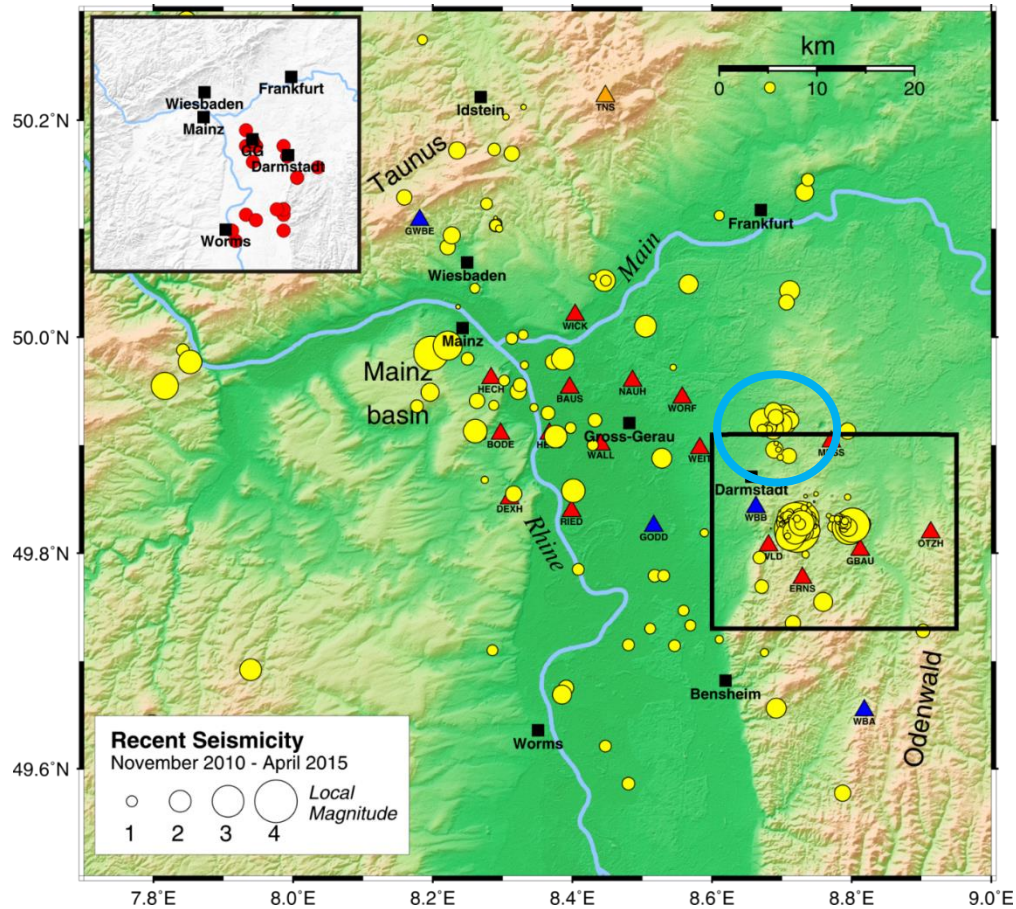 Frankfurt
Wiesbaden
Mainz
GG
Darmstadt
Worms
km
0
10
20
50.2°N
50.0°N
49.8°N
49.6°N
Idstein
TNS
Taunus
GWBE
Frankfurt
Main
Wiesbaden
WICK
Mainz
Mainz
basin
HECH
BAUS
NAUH
WORF
BODE
WALL
Gross-Gerau
WEIT
Darmstadt
WBB
DEXH
RIED
Rhine
GODD
GBAU
OTZH
ERNS
Bensheim
WBA
Odenwald
Worms
Recent Seismicity
November 2010 - April 2015
Local
Magnitude
1 2 3 4
7.8°E 8.0°E 8.2°E 8.4°E 8.6°E 8.8°E 9.0°E